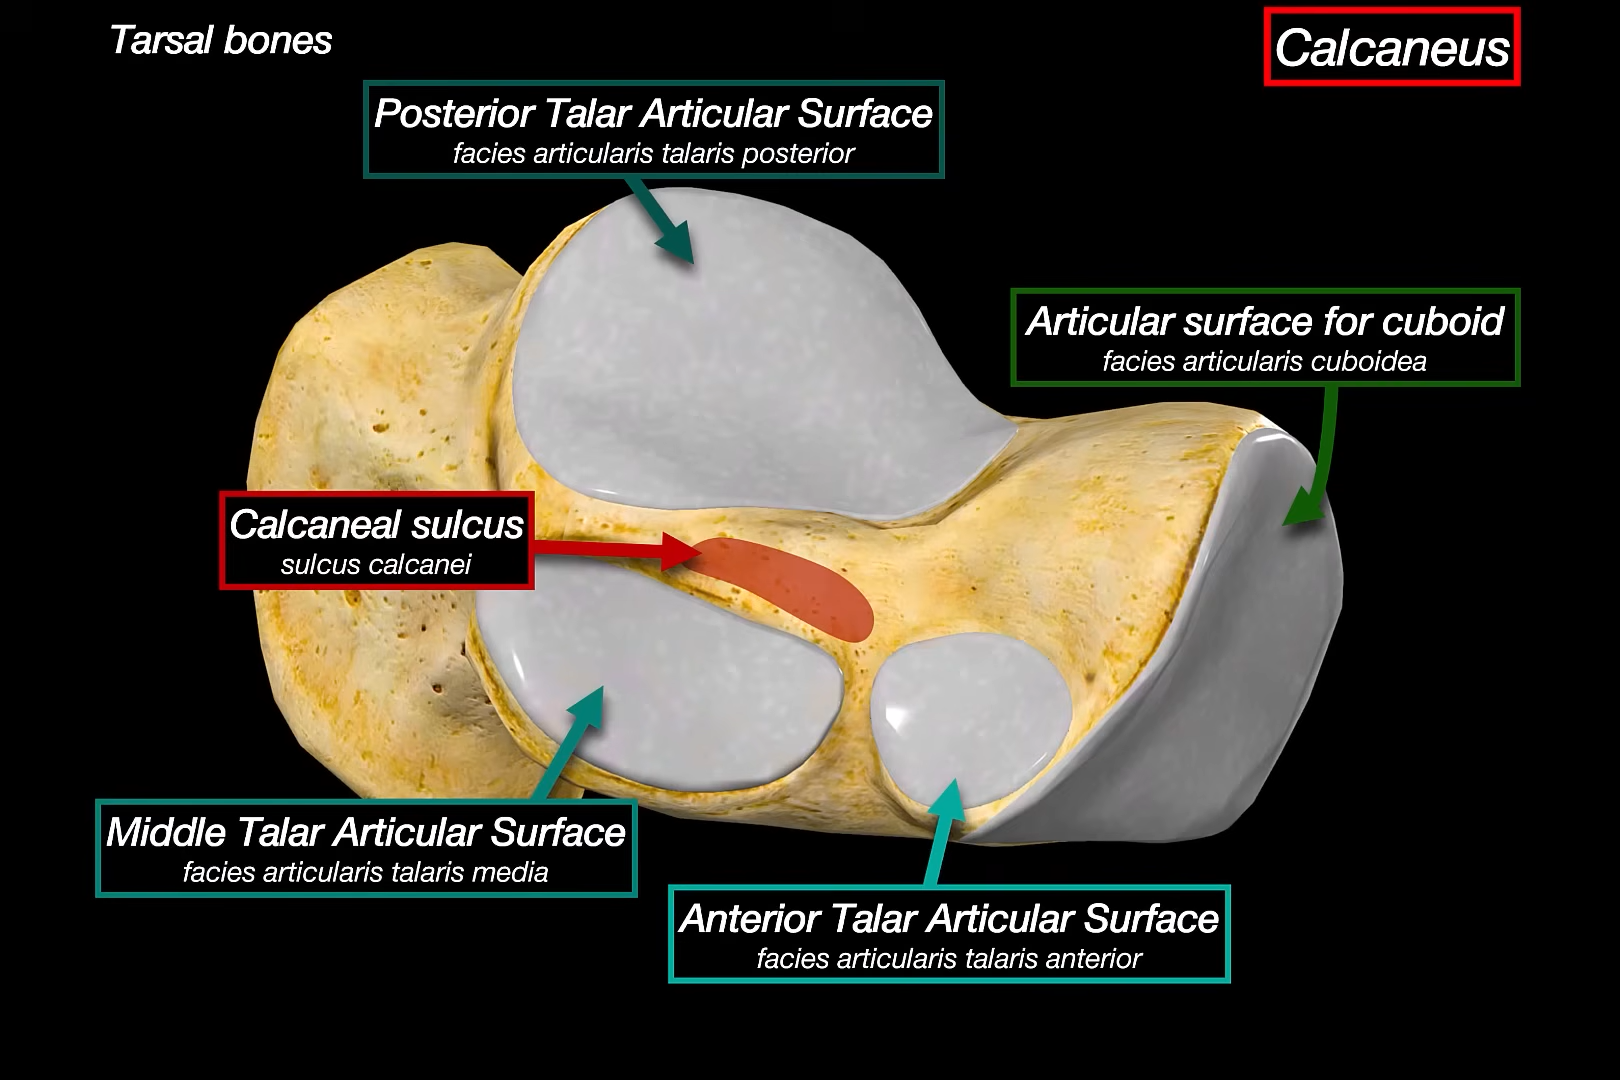 Tarsal bones
Calcaneus
Posterior Talar Articular Surface
facies articularis talaris posterior
Articular surface for cuboid
facies articularis cuboidea
Calcaneal sulcus
sulcus calcanei
Middle Talar Articular Surface
facies articularis talaris media
Anterior Talar Articular Surface
facies articularis talaris anterior